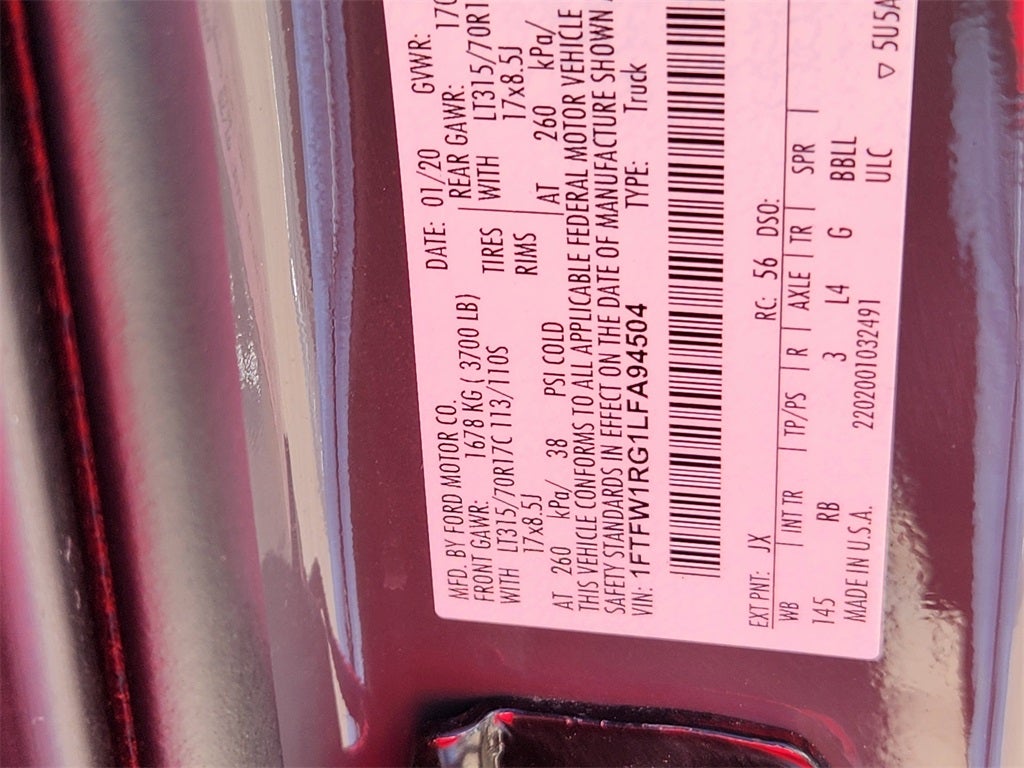 MFD. BY FORD MOTOR CO. DATE: 01/20 GVWR: 170
FRONT GAWR: 1678 KG ( 3700 LB) REAR GAWR:
WITH LT315/70R17C 113/110S TIRES WITH LT315/70R1
17x8.5J RIMS 17x8.5J
AT 260 kPa/ 38 PSI COLD AT 260 kPa/
THIS VEHICLE CONFORMS TO ALL APPLICABLE FEDERAL MOTOR VEHICLE
SAFETY STANDARDS IN EFFECT ON THE DATE OF MANUFACTURE SHOWN
VIN: 1FTFW1RG1LFA94504 TYPE: Truck
EXT PNT: JX RC: 56 DSO:
WB | INT TR | TP/PS | R | AXLE | TR | SPR |
145 RB 3 L4 G BBLL
MADE IN U.S.A. 2202001032491 ULC
▽ 5U5A